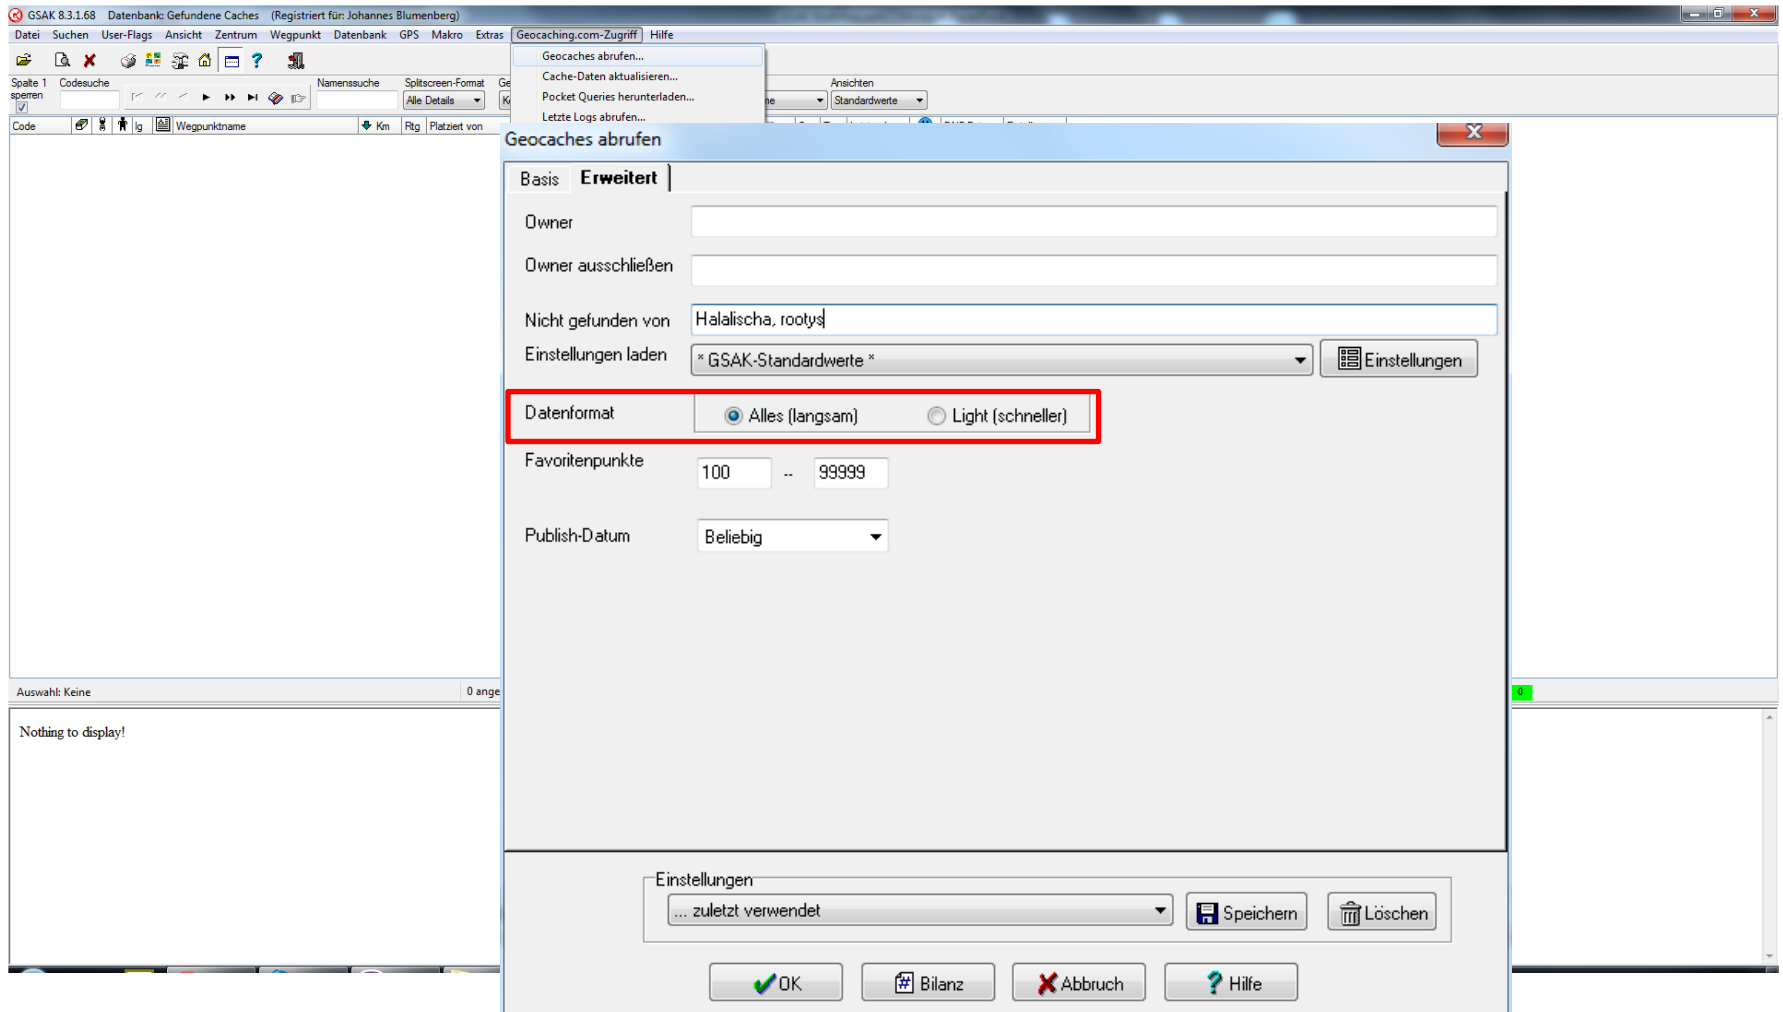 GSAK 8.3.1.68 Datenbank: Gefundene Caches (Registriert für: Johannes Blumenberg)
Datei Suchen User-Flags Ansicht Zentrum Wegpunkt Datenbank GPS Makro Extras Geocaching.com-Zugriff Hilfe
Geocaches abrufen...
Cache-Daten aktualisieren...
Pocket Queries herunterladen...
Letzte Logs abrufen...
Spalte 1 sperren Codesuche Namenssuche Splitscreen-Format Ansichten
Alle Details Standardwerte
Code Ig Wegpunktname Km Rtg Platziert von
Geocaches abrufen
Basis Erweitert
Owner
Owner ausschließen
Nicht gefunden von Halalischa, rootys
Einstellungen laden * GSAK-Standardwerte * Einstellungen
Datenformat Alles (langsam) Light (schneller)
Favoritenpunkte 100 -- 99999
Publish-Datum Beliebig
Auswahl: Keine 0 ange 0
Nothing to display!
Einstellungen
... zuletzt verwendet Speichern Löschen
OK Bilanz Abbruch Hilfe